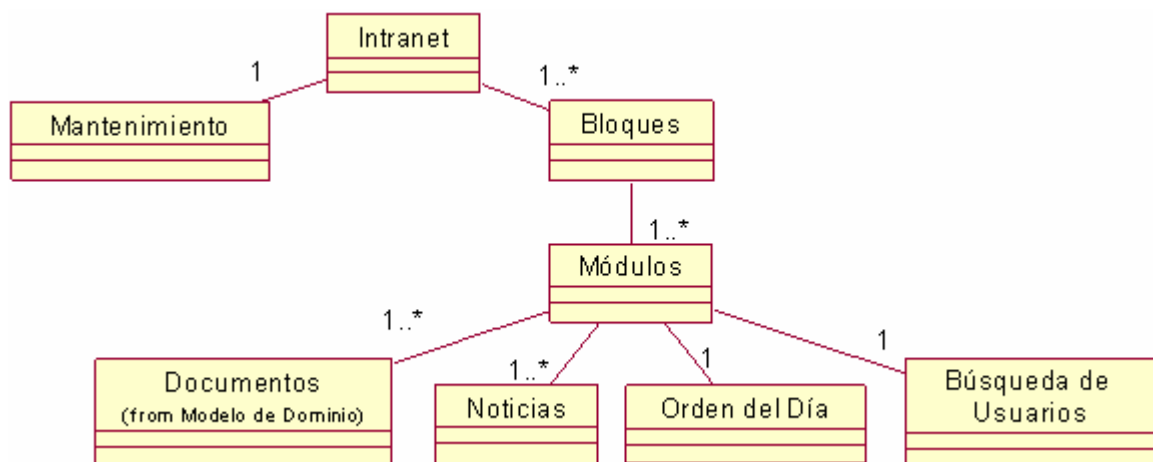 Intranet
1
1..*
Mantenimiento
Bloques
1..*
Módulos
1..*
1..*
1
1
Documentos
(from Modelo de Dominio)
Noticias
Orden del Día
Búsqueda de
Usuarios